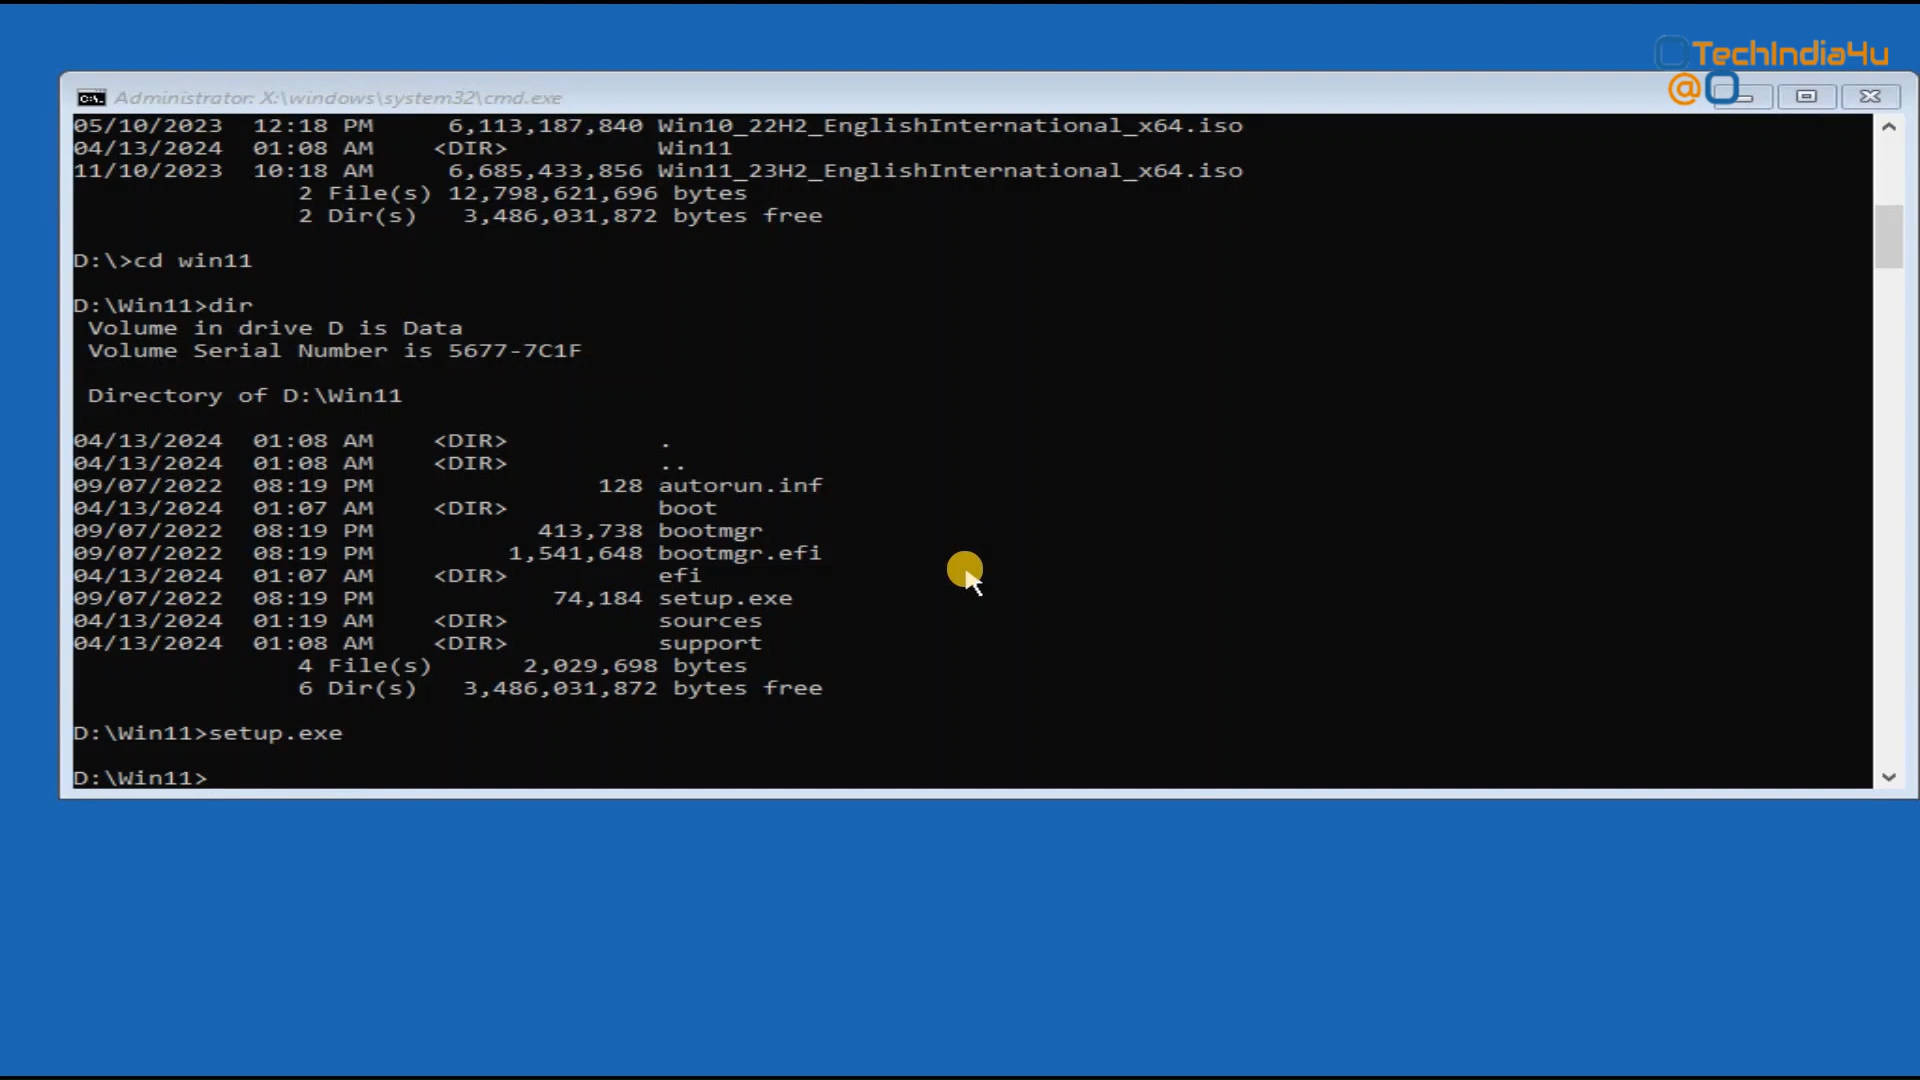 TechIndia4u
@
C:\. Administrator: X:\windows\system32\cmd.exe
05/10/2023 12:18 PM 6,113,187,840 Win10_22H2_EnglishInternational_x64.iso
04/13/2024 01:08 AM <DIR> Win11
11/10/2023 10:18 AM 6,685,433,856 Win11_23H2_EnglishInternational_x64.iso
2 File(s) 12,798,621,696 bytes
2 Dir(s) 3,486,031,872 bytes free
D:\>cd win11
D:\Win11>dir
Volume in drive D is Data
Volume Serial Number is 5677-7C1F
Directory of D:\Win11
04/13/2024 01:08 AM <DIR> .
04/13/2024 01:08 AM <DIR> ..
09/07/2022 08:19 PM 128 autorun.inf
04/13/2024 01:07 AM <DIR> boot
09/07/2022 08:19 PM 413,738 bootmgr
09/07/2022 08:19 PM 1,541,648 bootmgr.efi
04/13/2024 01:07 AM <DIR> efi
09/07/2022 08:19 PM 74,184 setup.exe
04/13/2024 01:19 AM <DIR> sources
04/13/2024 01:08 AM <DIR> support
4 File(s) 2,029,698 bytes
6 Dir(s) 3,486,031,872 bytes free
D:\Win11>setup.exe
D:\Win11>